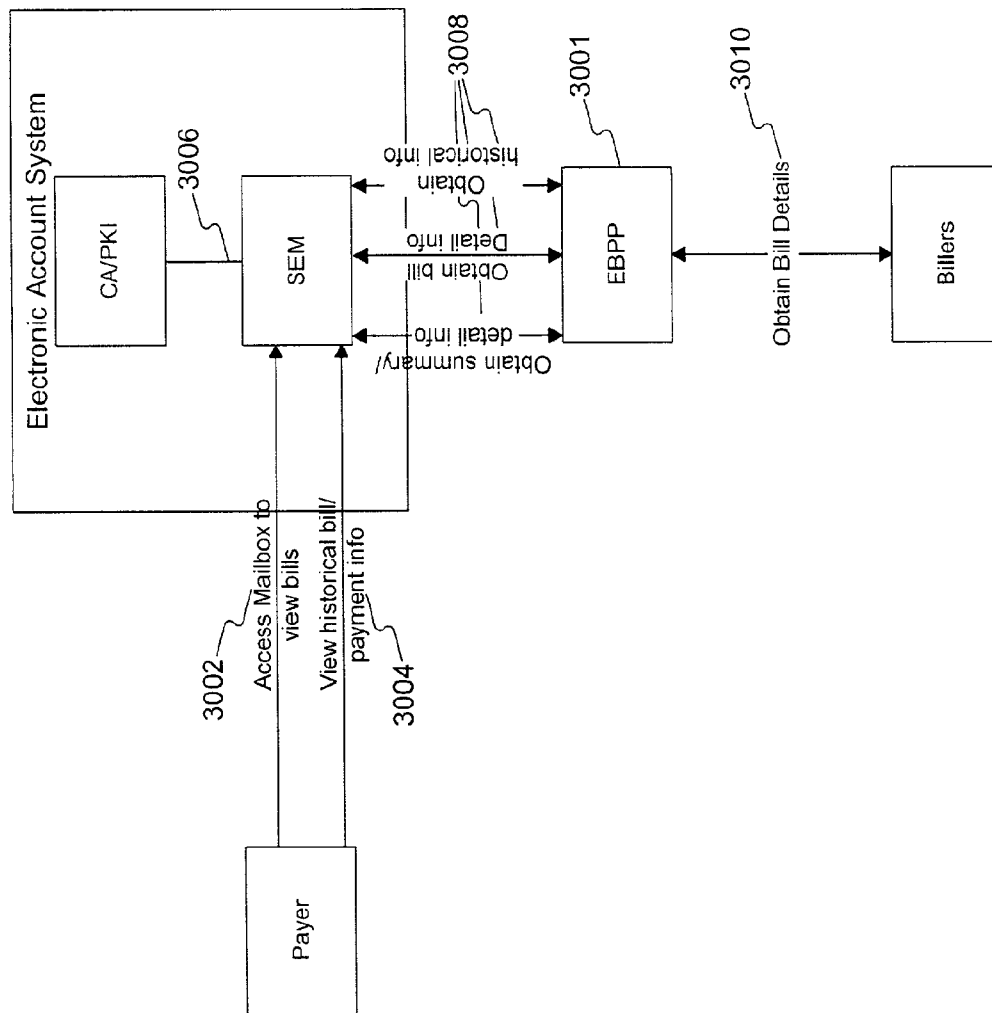 Electronic Account System
CA/PKI
3006
SEM
3002
Access Mailbox to
view bills
View historical bill/
payment info
3004
Payer
Obtain summary/
detail info
Obtain bill
Detail info
Obtain
historical info
3008
EBPP
3001
Obtain Bill Details
3010
Billers